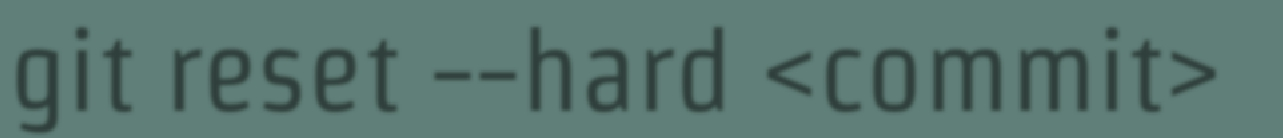 git reset --hard <commit>